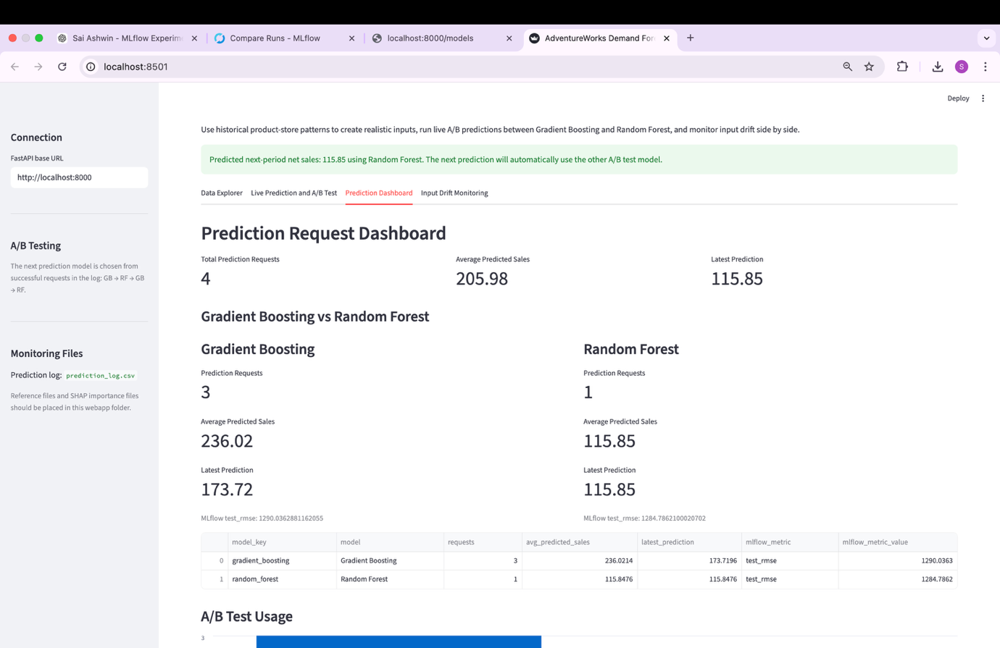 Sai Ashwin - MLflow Experim
Compare Runs - MLflow
localhost:8000/models
AdventureWorks Demand For
localhost:8501
S
Deploy
Connection
FastAPI base URL
http://localhost:8000
A/B Testing
The next prediction model is chosen from
successful requests in the log: GB → RF → GB
→ RF.
Monitoring Files
Prediction log: prediction_log.csv
Reference files and SHAP importance files
should be placed in this webapp folder.
Use historical product-store patterns to create realistic inputs, run live A/B predictions between Gradient Boosting and Random Forest, and monitor input drift side by side.
Predicted next-period net sales: 115.85 using Random Forest. The next prediction will automatically use the other A/B test model.
Data Explorer Live Prediction and A/B Test Prediction Dashboard Input Drift Monitoring
Prediction Request Dashboard
Total Prediction Requests Average Predicted Sales Latest Prediction
4 205.98 115.85
Gradient Boosting vs Random Forest
Gradient Boosting Random Forest
Prediction Requests Prediction Requests
3 1
Average Predicted Sales Average Predicted Sales
236.02 115.85
Latest Prediction Latest Prediction
173.72 115.85
MLflow test_rmse: 1290.0362881162055 MLflow test_rmse: 1284.7862100020702
model_key model requests avg_predicted_sales latest_prediction mlflow_metric mlflow_metric_value
0 gradient_boosting Gradient Boosting 3 236.0214 173.7196 test_rmse 1290.0363
1 random_forest Random Forest 1 115.8476 115.8476 test_rmse 1284.7862
A/B Test Usage
3